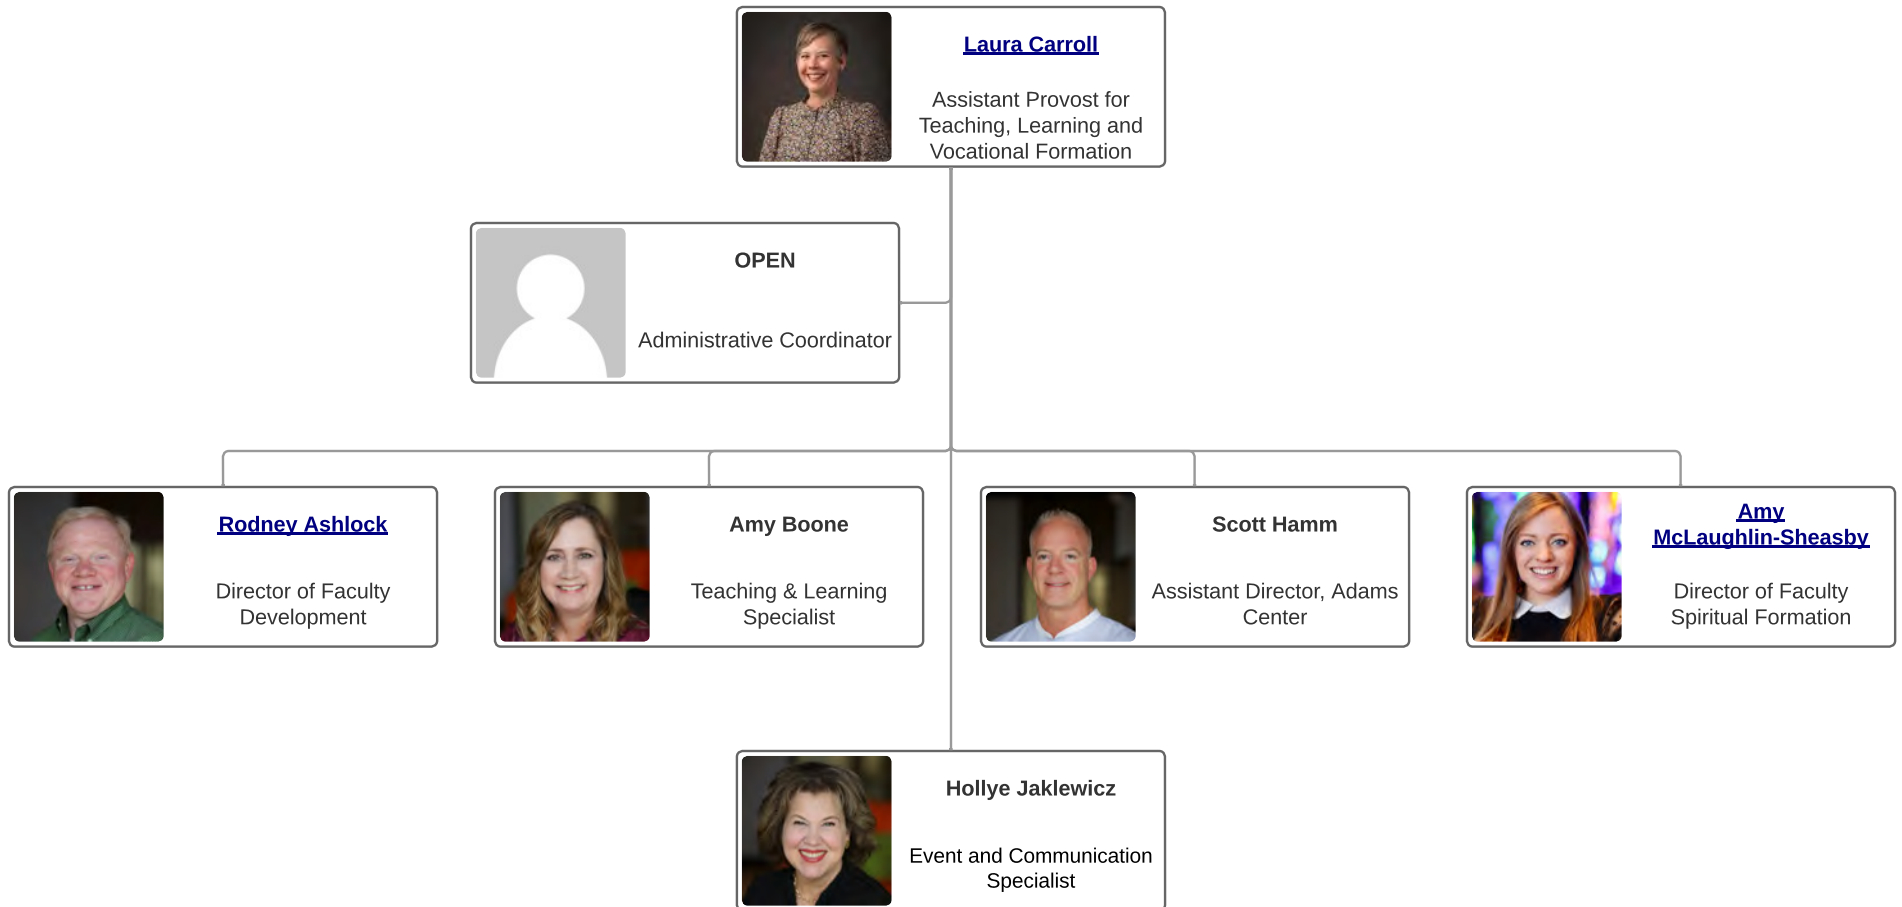 Laura Carroll
Assistant Provost for
Teaching, Learning and
Vocational Formation
OPEN
Administrative Coordinator
Rodney Ashlock
Director of Faculty
Development
Amy Boone
Teaching & Learning
Specialist
Scott Hamm
Assistant Director, Adams
Center
Amy
McLaughlin-Sheasby
Director of Faculty
Spiritual Formation
Hollye Jaklewicz
Event and Communication
Specialist